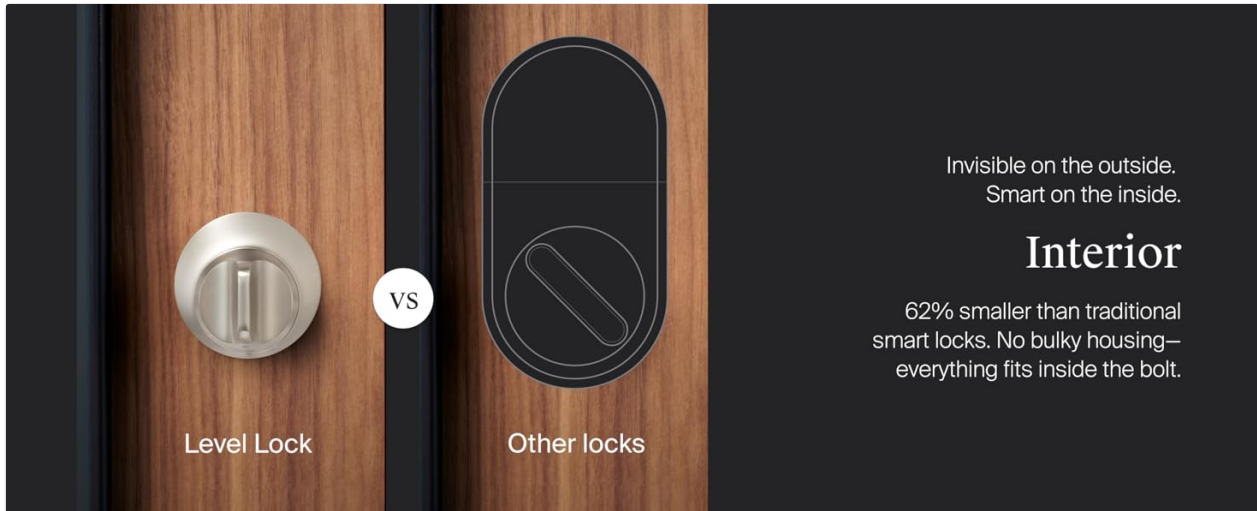 Level Lock
VS
Other locks
Invisible on the outside.
Smart on the inside.
Interior
62% smaller than traditional
smart locks. No bulky housing—
everything fits inside the bolt.